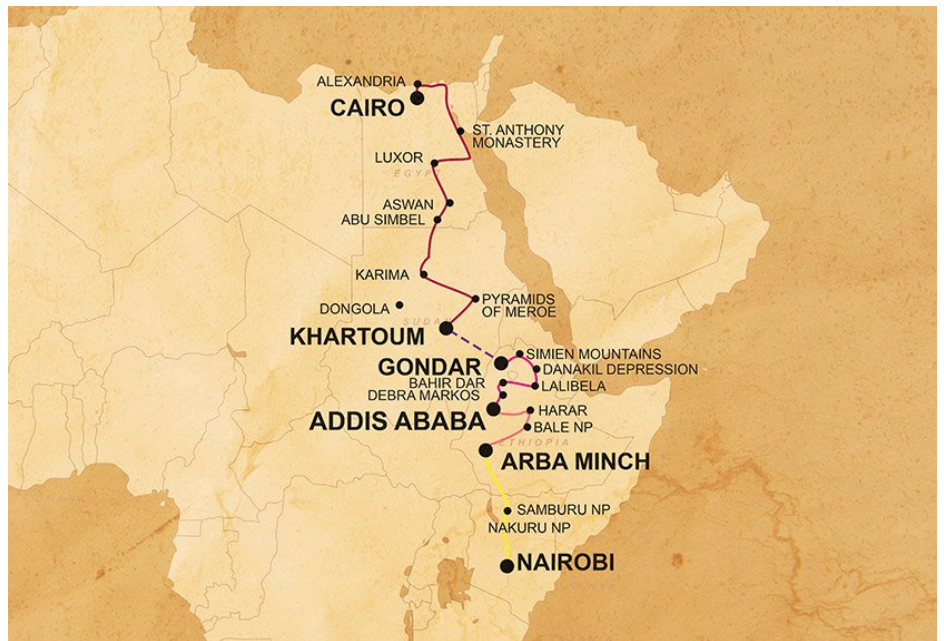 ALEXANDRIA
CAIRO
ST. ANTHONY
MONASTERY
LUXOR
EGYPT
ASWAN
ABU SIMBEL
KARIMA
PYRAMIDS
OF MEROE
DONGOLA
SUDAN
KHARTOUM
SIMIEN MOUNTAINS
GONDAR
DANAKIL DEPRESSION
BAHIR DAR
LALIBELA
DEBRA MARKOS
ADDIS ABABA
HARAR
BALE NP
ETHIOPIA
ARBA MINCH
SAMBURU NP
NAKURU NP
NAIROBI